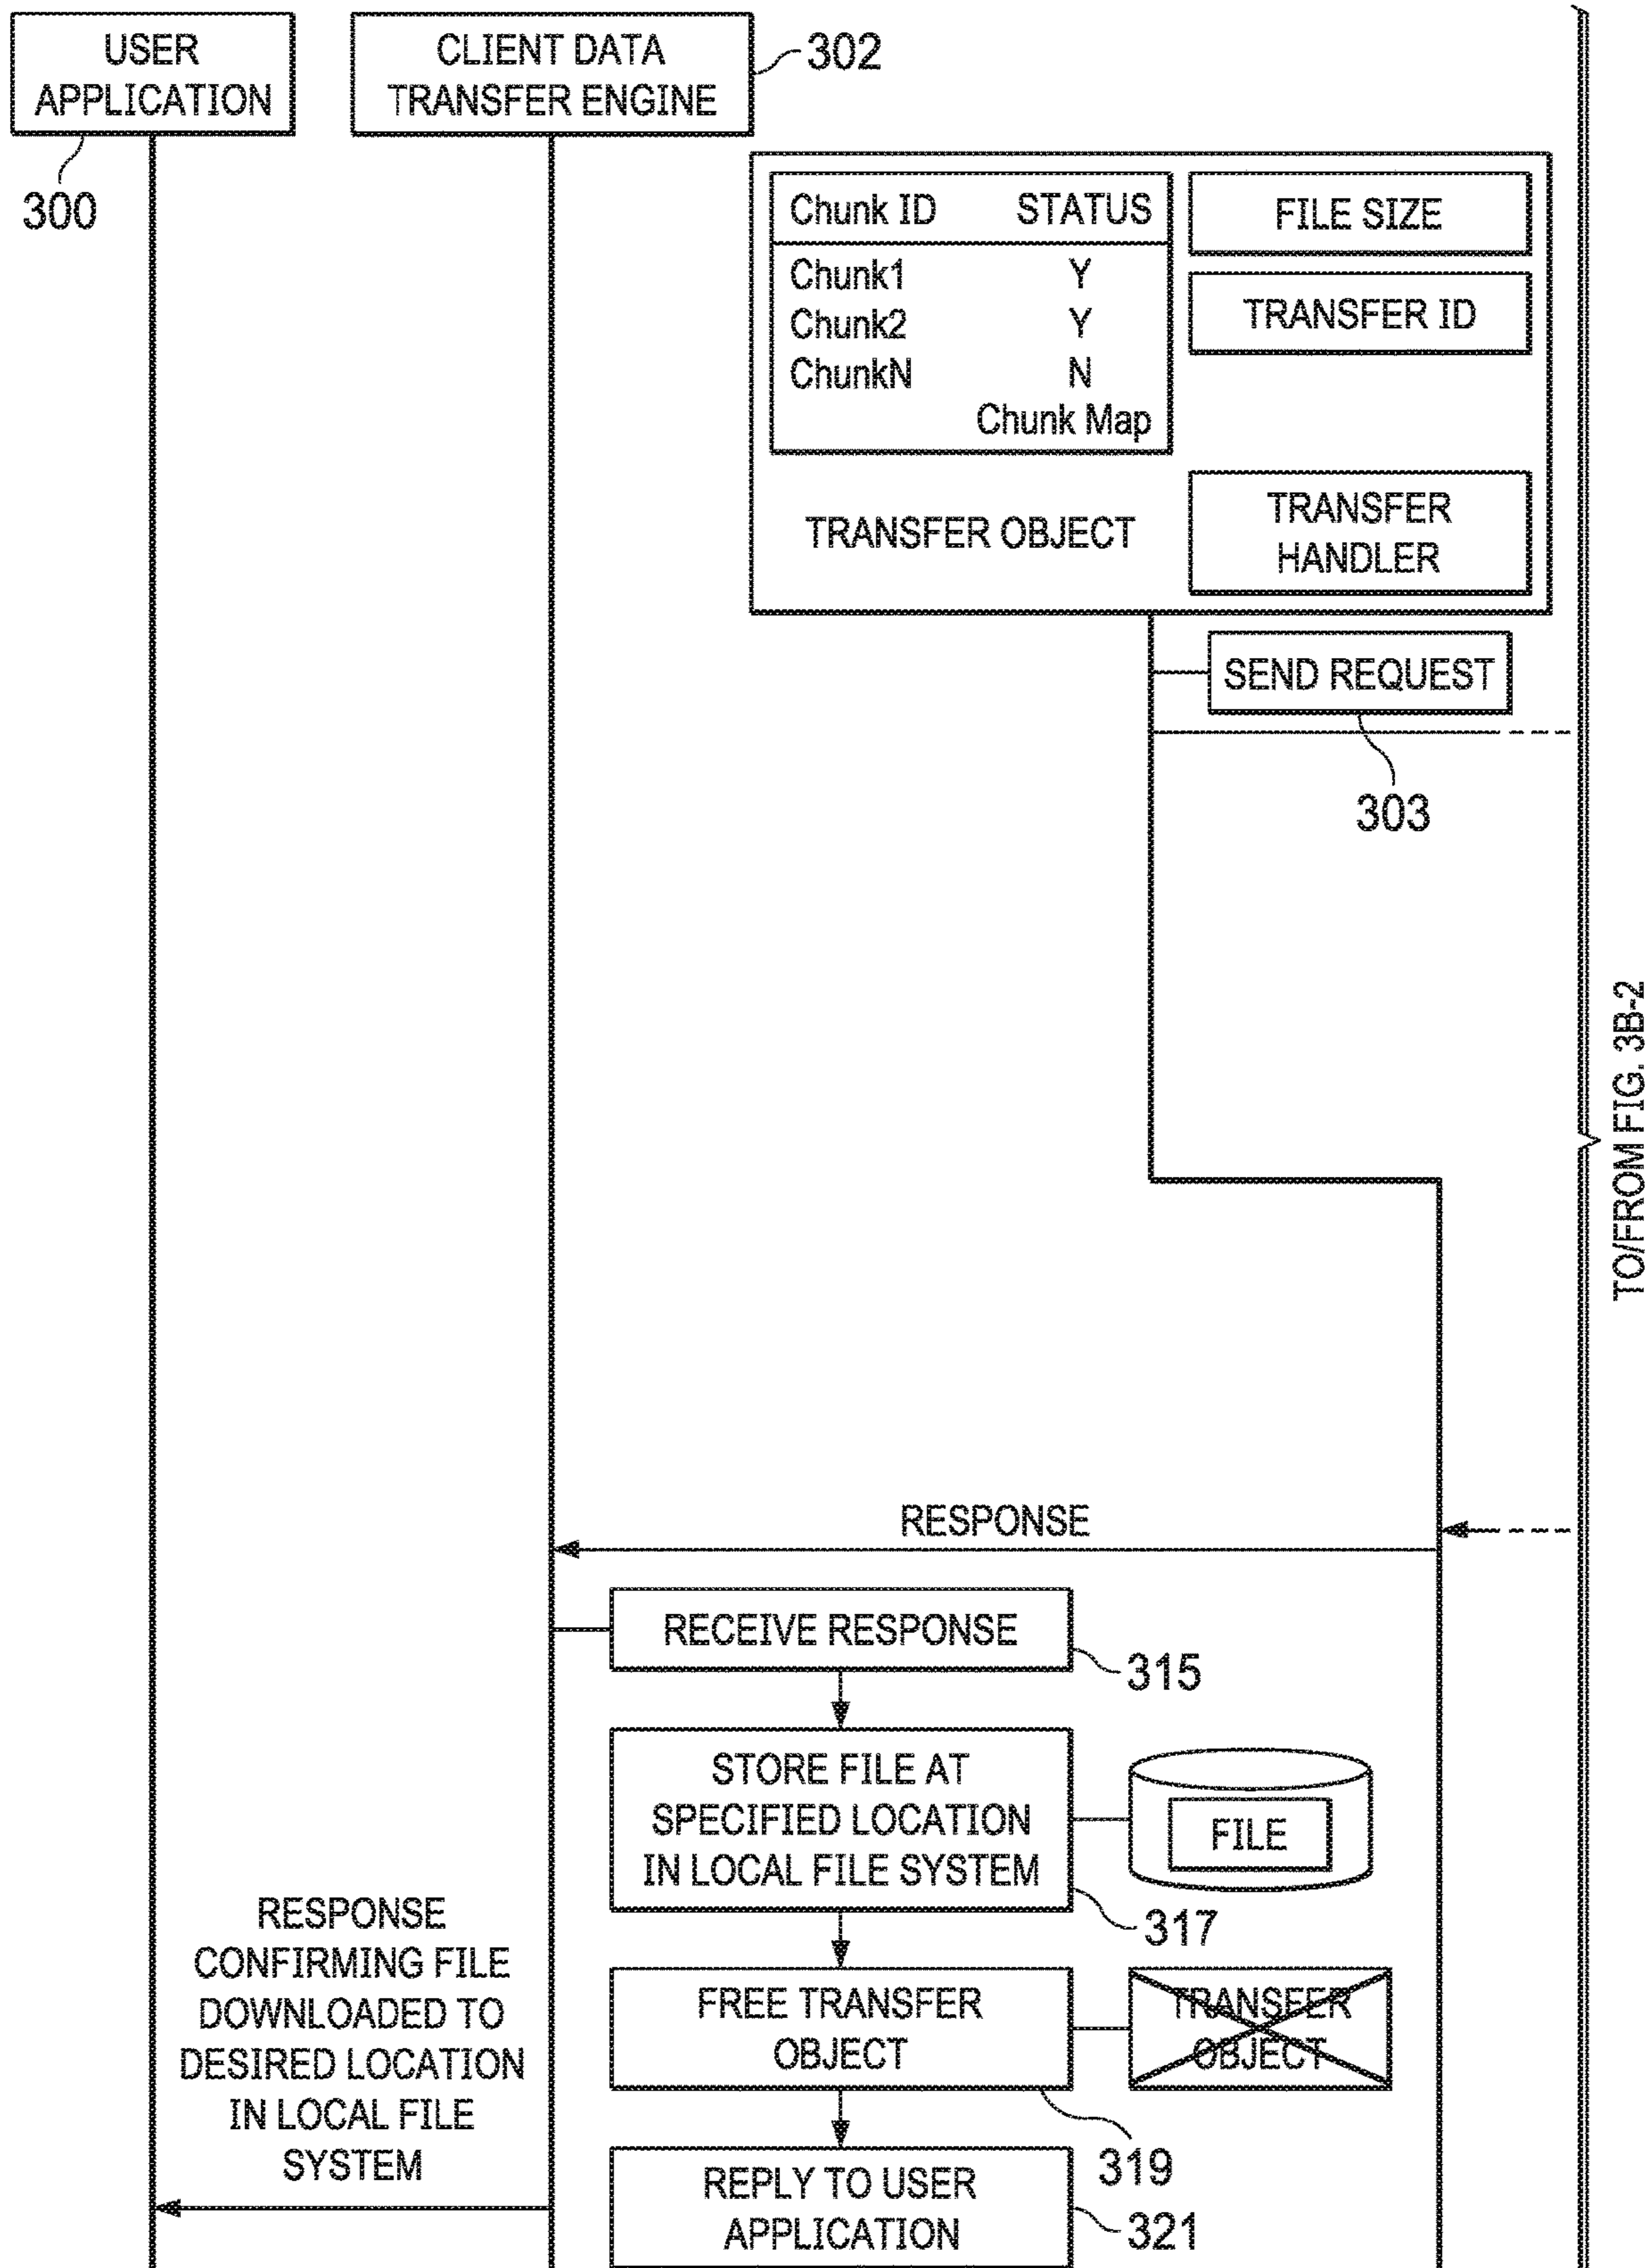 USER
APPLICATION
300
CLIENT DATA
TRANSFER ENGINE
302
Chunk ID STATUS
Chunk1 Y
Chunk2 Y
ChunkN N
Chunk Map
FILE SIZE
TRANSFER ID
TRANSFER OBJECT
TRANSFER
HANDLER
SEND REQUEST
303
TO/FROM FIG. 3B-2
RESPONSE
RECEIVE RESPONSE
315
STORE FILE AT
SPECIFIED LOCATION
IN LOCAL FILE SYSTEM
317
FILE
RESPONSE
CONFIRMING FILE
DOWNLOADED TO
DESIRED LOCATION
IN LOCAL FILE
SYSTEM
FREE TRANSFER
OBJECT
319
TRANSFER
OBJECT
REPLY TO USER
APPLICATION
321